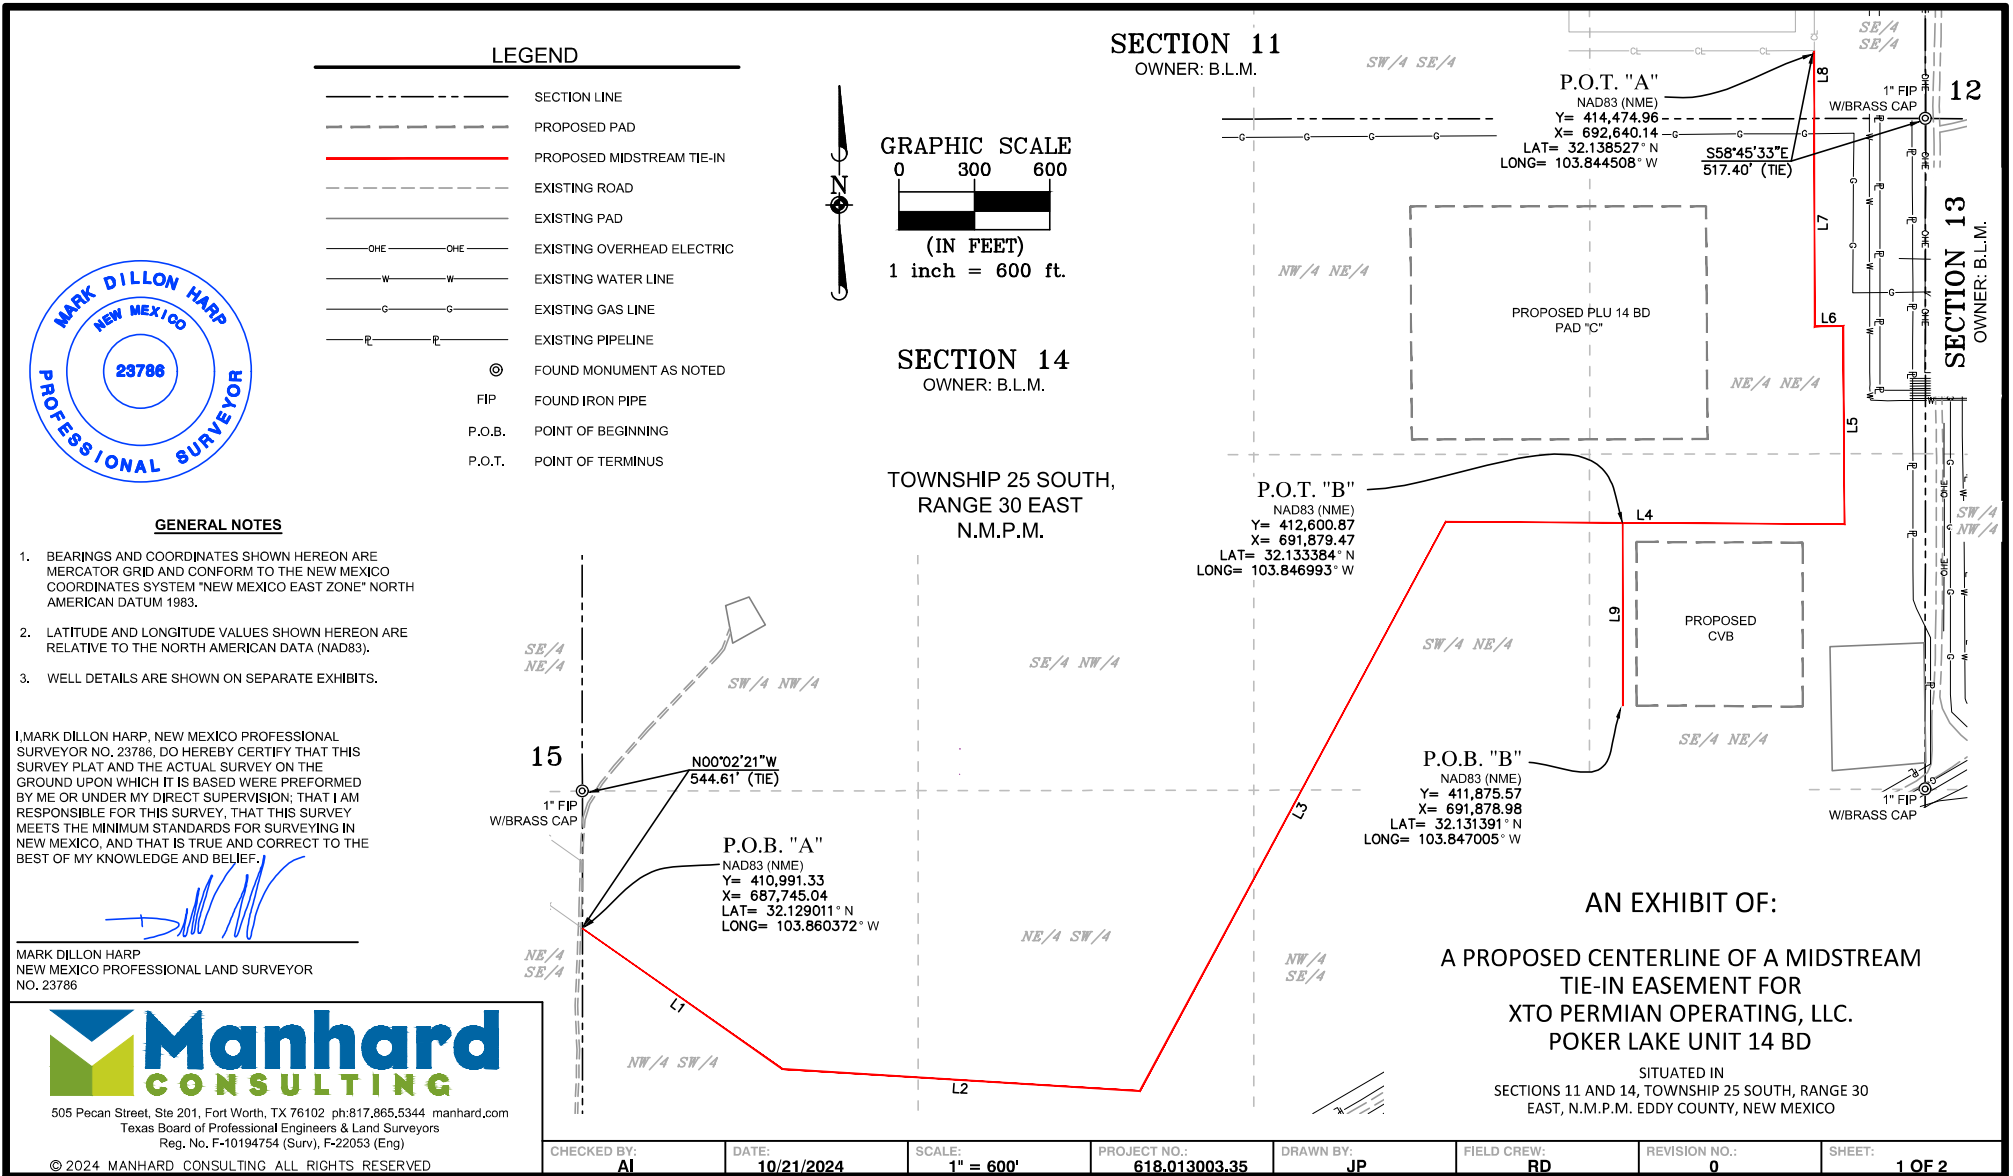 LEGEND
SECTION LINE
PROPOSED PAD
PROPOSED MIDSTREAM TIE-IN
EXISTING ROAD
EXISTING PAD
OHE OHE EXISTING OVERHEAD ELECTRIC
W W EXISTING WATER LINE
G G EXISTING GAS LINE
PL PL EXISTING PIPELINE
FOUND MONUMENT AS NOTED
FIP FOUND IRON PIPE
P.O.B. POINT OF BEGINNING
P.O.T. POINT OF TERMINUS
MARK DILLON HARP
NEW MEXICO
23786
PROFESSIONAL SURVEYOR
GENERAL NOTES
1. BEARINGS AND COORDINATES SHOWN HEREON ARE
MERCATOR GRID AND CONFORM TO THE NEW MEXICO
COORDINATES SYSTEM "NEW MEXICO EAST ZONE" NORTH
AMERICAN DATUM 1983.
2. LATITUDE AND LONGITUDE VALUES SHOWN HEREON ARE
RELATIVE TO THE NORTH AMERICAN DATA (NAD83).
3. WELL DETAILS ARE SHOWN ON SEPARATE EXHIBITS.
I,MARK DILLON HARP, NEW MEXICO PROFESSIONAL
SURVEYOR NO. 23786, DO HEREBY CERTIFY THAT THIS
SURVEY PLAT AND THE ACTUAL SURVEY ON THE
GROUND UPON WHICH IT IS BASED WERE PREFORMED
BY ME OR UNDER MY DIRECT SUPERVISION; THAT I AM
RESPONSIBLE FOR THIS SURVEY, THAT THIS SURVEY
MEETS THE MINIMUM STANDARDS FOR SURVEYING IN
NEW MEXICO, AND THAT IS TRUE AND CORRECT TO THE
BEST OF MY KNOWLEDGE AND BELIEF.
MARK DILLON HARP
NEW MEXICO PROFESSIONAL LAND SURVEYOR
NO. 23786
Manhard
CONSULTING
505 Pecan Street, Ste 201, Fort Worth, TX 76102 ph:817.865.5344 manhard.com
Texas Board of Professional Engineers & Land Surveyors
Reg. No. F-10194754 (Surv), F-22053 (Eng)
© 2024 MANHARD CONSULTING ALL RIGHTS RESERVED
N
GRAPHIC SCALE
0 300 600
(IN FEET)
1 inch = 600 ft.
SECTION 11
OWNER: B.L.M.
SECTION 14
OWNER: B.L.M.
TOWNSHIP 25 SOUTH,
RANGE 30 EAST
N.M.P.M.
SW/4 SE/4
SE/4
SE/4
12
1" FIP
W/BRASS CAP
P.O.T. "A"
NAD83 (NME)
Y= 414,474.96
X= 692,640.14
LAT= 32.138527° N
LONG= 103.844508° W
S58°45'33"E
517.40' (TIE)
L8
L7
L6
L5
SECTION 13
OWNER: B.L.M.
NW/4 NE/4
PROPOSED PLU 14 BD
PAD "C"
NE/4 NE/4
P.O.T. "B"
NAD83 (NME)
Y= 412,600.87
X= 691,879.47
LAT= 32.133384° N
LONG= 103.846993° W
L4
SW/4
NW/4
L9
PROPOSED
CVB
SW/4 NE/4
SE/4 NE/4
SE/4
NE/4
SW/4 NW/4
SE/4 NW/4
15
1" FIP
W/BRASS CAP
N00°02'21"W
544.61' (TIE)
P.O.B. "A"
NAD83 (NME)
Y= 410,991.33
X= 687,745.04
LAT= 32.129011° N
LONG= 103.860372° W
P.O.B. "B"
NAD83 (NME)
Y= 411,875.57
X= 691,878.98
LAT= 32.131391° N
LONG= 103.847005° W
1" FIP
W/BRASS CAP
L3
NE/4
SE/4
NE/4 SW/4
NW/4
SE/4
L1
NW/4 SW/4
L2
AN EXHIBIT OF:
A PROPOSED CENTERLINE OF A MIDSTREAM
TIE-IN EASEMENT FOR
XTO PERMIAN OPERATING, LLC.
POKER LAKE UNIT 14 BD
SITUATED IN
SECTIONS 11 AND 14, TOWNSHIP 25 SOUTH, RANGE 30
EAST, N.M.P.M. EDDY COUNTY, NEW MEXICO
CHECKED BY: AI
DATE: 10/21/2024
SCALE: 1" = 600'
PROJECT NO.: 618.013003.35
DRAWN BY: JP
FIELD CREW: RD
REVISION NO.: 0
SHEET: 1 OF 2